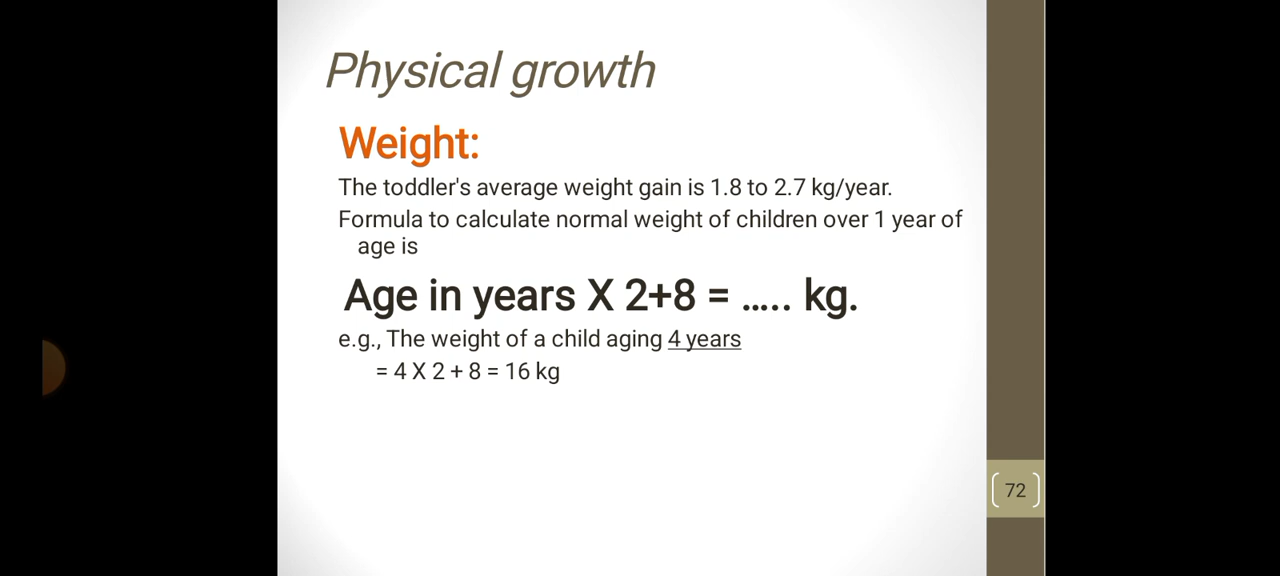 Physical growth
Weight:
The toddler's average weight gain is 1.8 to 2.7 kg/year.
Formula to calculate normal weight of children over 1 year of
age is
Age in years X 2+8 = ..... kg.
e.g., The weight of a child aging 4 years
= 4 X 2 + 8 = 16 kg
72